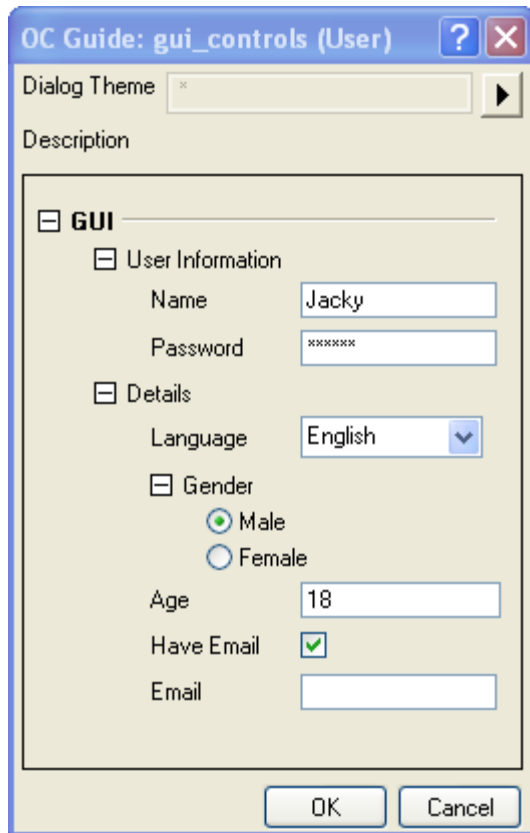 OC Guide: gui_controls (User) ?
Dialog Theme *
Description
GUI
User Information
Name Jacky
Password ******
Details
Language English
Gender
Male
Female
Age 18
Have Email
Email
OK Cancel